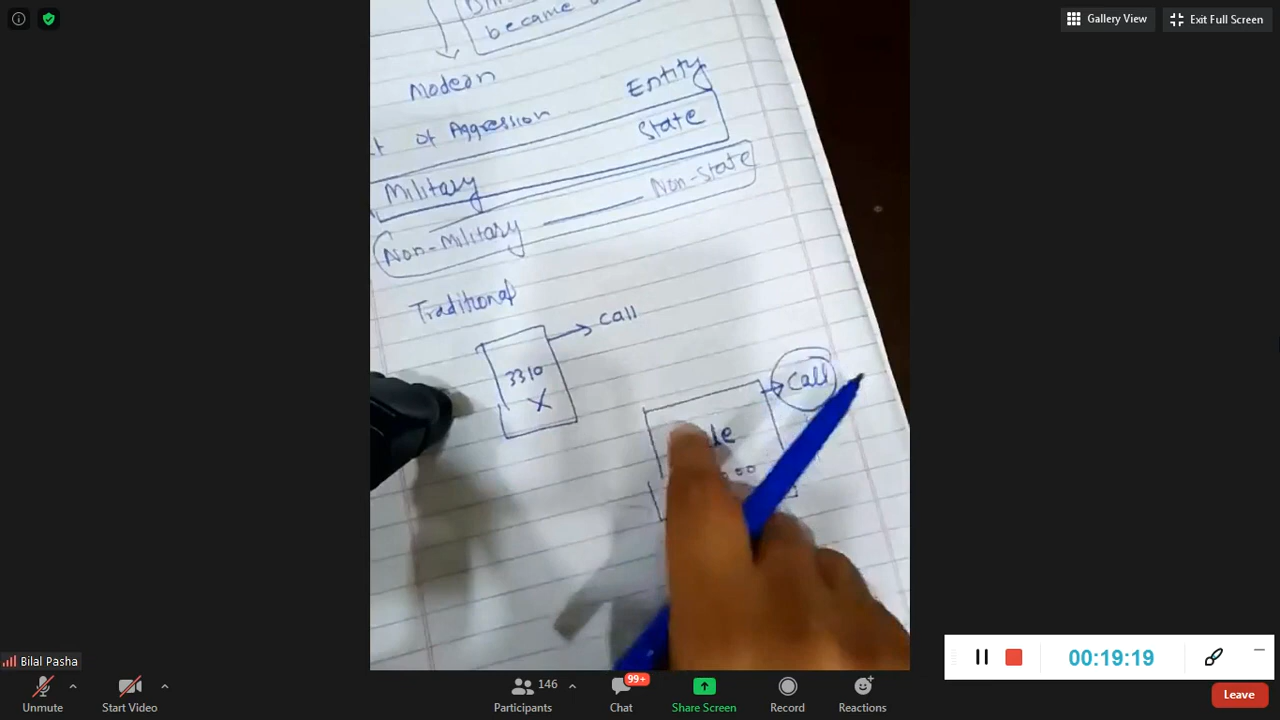 Gallery View
Exit Full Screen
became
Modern
of Aggression
Entity
State
Military
Non-Military
Non-State
Traditional
3310
X
Call
Call
Bilal Pasha
00:19:19
Unmute
Start Video
146
Participants
99+
Chat
Share Screen
Record
Reactions
Leave